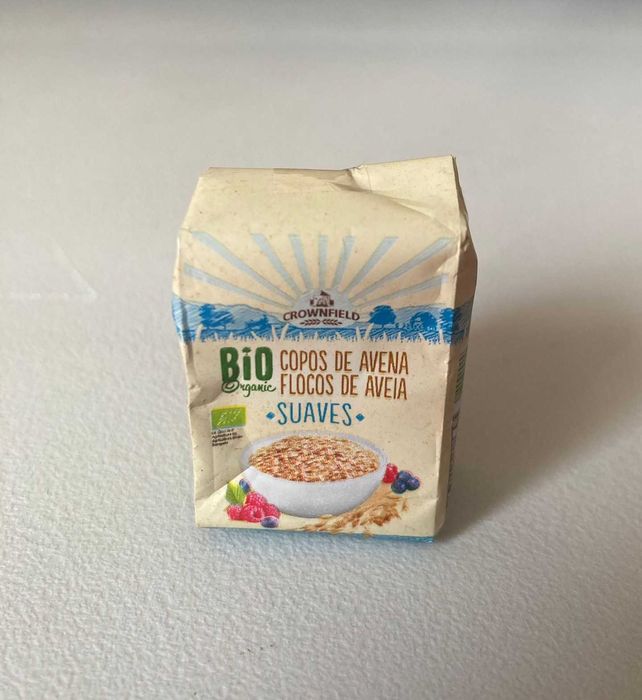 CROWNFIELD
BIO
Organic
COPOS DE AVENA
FLOCOS DE AVEIA
SUAVES